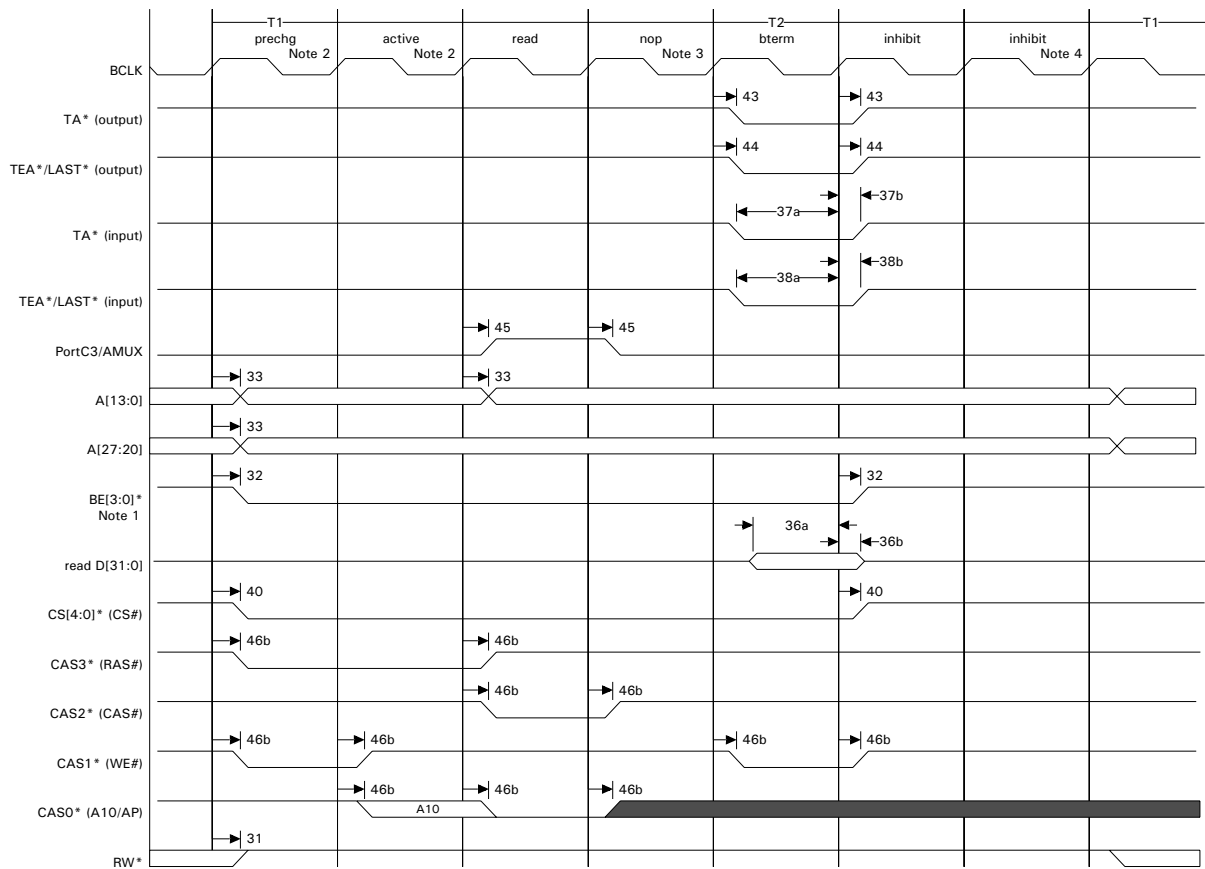 T1 T2 T1
prechg active read nop bterm inhibit inhibit
Note 2 Note 2 Note 3 Note 4
BCLK
43 43
TA* (output)
44 44
TEA*/LAST* (output)
37b
37a
TA* (input)
38b
38a
TEA*/LAST* (input)
45 45
PortC3/AMUX
33 33
A[13:0]
33
A[27:20]
32 32
BE[3:0]*
Note 1
36a
36b
read D[31:0]
40 40
CS[4:0]* (CS#)
46b 46b
CAS3* (RAS#)
46b 46b
CAS2* (CAS#)
46b 46b 46b 46b
CAS1* (WE#)
46b 46b 46b
CAS0* (A10/AP) A10
31
RW*